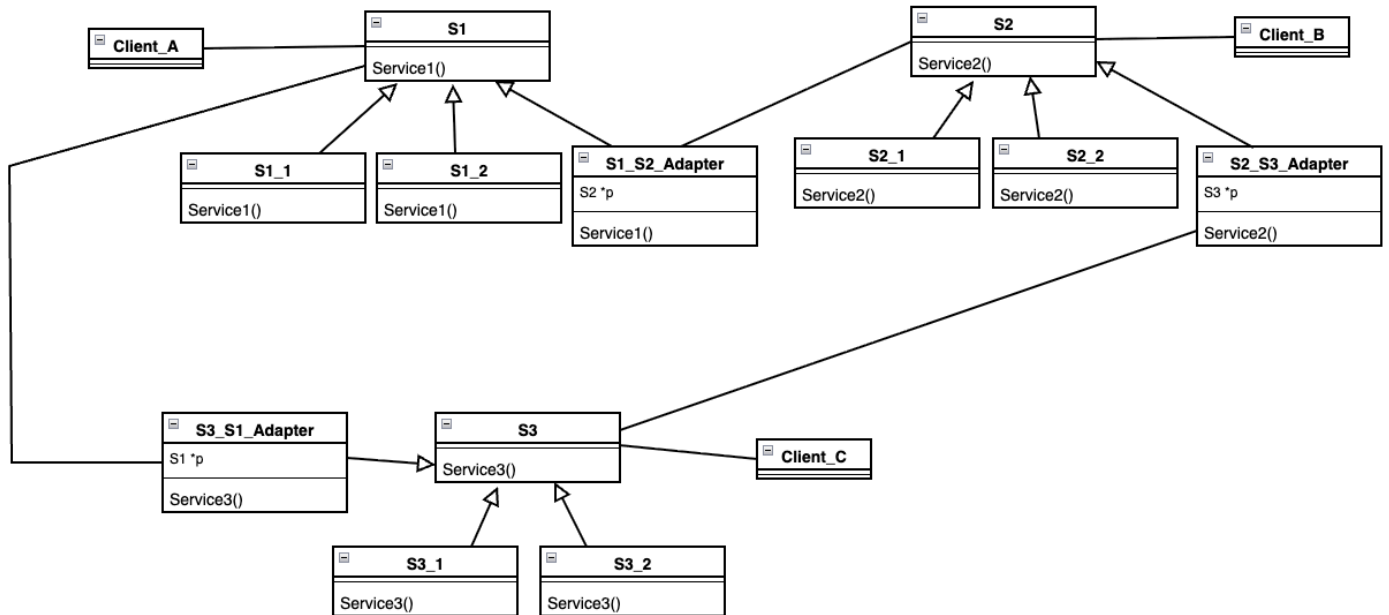 Client_A
S1
Service1()
S2
Service2()
Client_B
S1_1
Service1()
S1_2
Service1()
S1_S2_Adapter
S2 *p
Service1()
S2_1
Service2()
S2_2
Service2()
S2_S3_Adapter
S3 *p
Service2()
S3_S1_Adapter
S1 *p
Service3()
S3
Service3()
Client_C
S3_1
Service3()
S3_2
Service3()